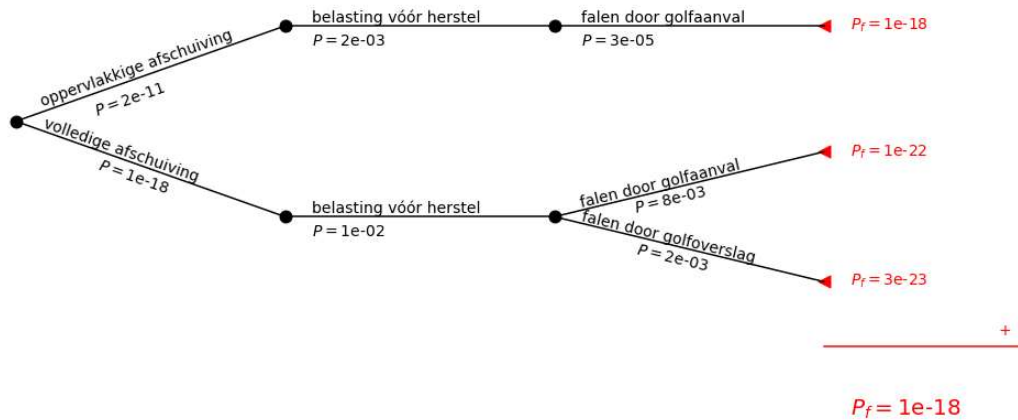 belasting vóór herstel
P = 2e-03
falen door golfaanval
P = 3e-05
P_f = 1e-18
oppervlakkige afschuiving
P = 2e-11
volledige afschuiving
P = 1e-18
belasting vóór herstel
P = 1e-02
falen door golfaanval
P = 8e-03
P_f = 1e-22
falen door golfoverslag
P = 2e-03
P_f = 3e-23
+
P_f = 1e-18